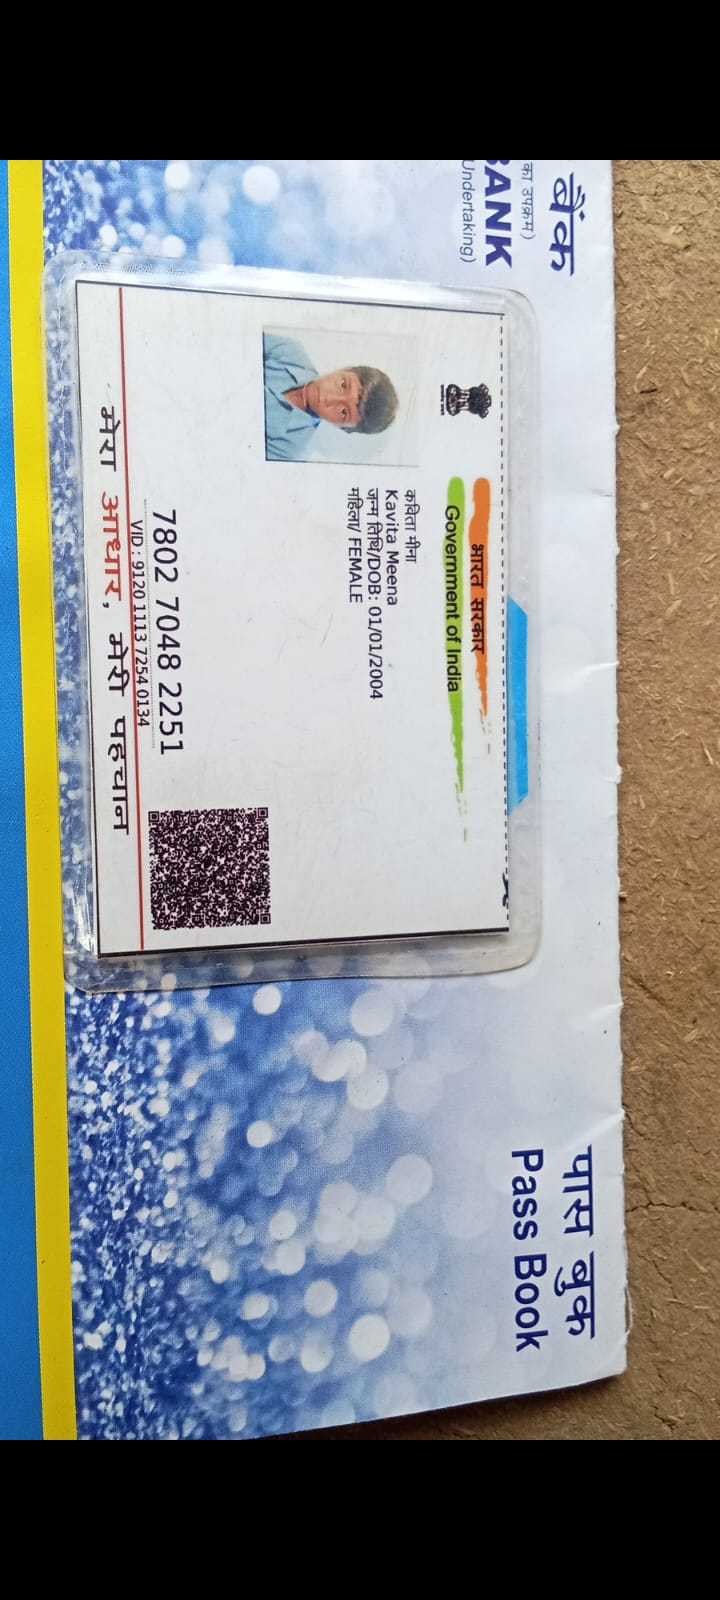 बैंक
का उपक्रम)
BANK
Undertaking)
पास बुक
Pass Book
भारत सरकार
Government of India
कविता मीना
Kavita Meena
जन्म तिथि/DOB: 01/01/2004
महिला/ FEMALE
7802 7048 2251
VID : 9120 1113 7254 0134
मेरा आधार, मेरी पहचान